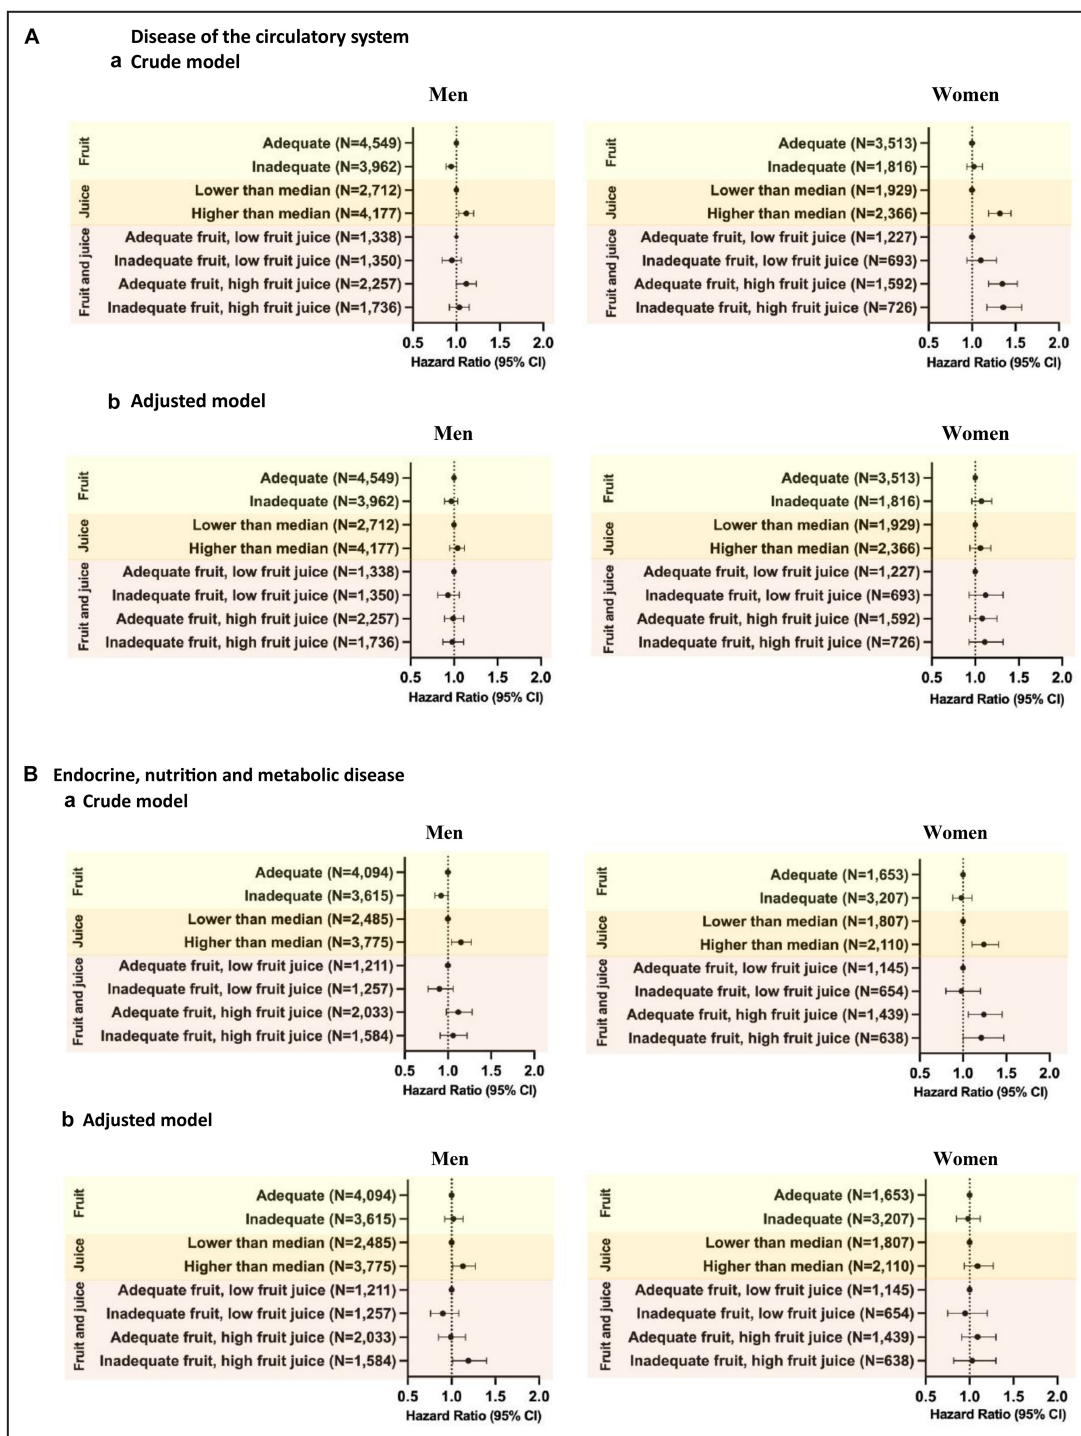 A
Disease of the circulatory system
a Crude model
Men
Fruit
Adequate (N=4,549)
Inadequate (N=3,962)
Juice
Lower than median (N=2,712)
Higher than median (N=4,177)
Fruit and juice
Adequate fruit, low fruit juice (N=1,338)
Inadequate fruit, low fruit juice (N=1,350)
Adequate fruit, high fruit juice (N=2,257)
Inadequate fruit, high fruit juice (N=1,736)
0.5 1.0 1.5 2.0
Hazard Ratio (95% CI)
Women
Fruit
Adequate (N=3,513)
Inadequate (N=1,816)
Juice
Lower than median (N=1,929)
Higher than median (N=2,366)
Fruit and juice
Adequate fruit, low fruit juice (N=1,227)
Inadequate fruit, low fruit juice (N=693)
Adequate fruit, high fruit juice (N=1,592)
Inadequate fruit, high fruit juice (N=726)
0.5 1.0 1.5 2.0
Hazard Ratio (95% CI)
b Adjusted model
Men
Fruit
Adequate (N=4,549)
Inadequate (N=3,962)
Juice
Lower than median (N=2,712)
Higher than median (N=4,177)
Fruit and juice
Adequate fruit, low fruit juice (N=1,338)
Inadequate fruit, low fruit juice (N=1,350)
Adequate fruit, high fruit juice (N=2,257)
Inadequate fruit, high fruit juice (N=1,736)
0.5 1.0 1.5 2.0
Hazard Ratio (95% CI)
Women
Fruit
Adequate (N=3,513)
Inadequate (N=1,816)
Juice
Lower than median (N=1,929)
Higher than median (N=2,366)
Fruit and juice
Adequate fruit, low fruit juice (N=1,227)
Inadequate fruit, low fruit juice (N=693)
Adequate fruit, high fruit juice (N=1,592)
Inadequate fruit, high fruit juice (N=726)
0.5 1.0 1.5 2.0
Hazard Ratio (95% CI)
B Endocrine, nutrition and metabolic disease
a Crude model
Men
Fruit
Adequate (N=4,094)
Inadequate (N=3,615)
Juice
Lower than median (N=2,485)
Higher than median (N=3,775)
Fruit and juice
Adequate fruit, low fruit juice (N=1,211)
Inadequate fruit, low fruit juice (N=1,257)
Adequate fruit, high fruit juice (N=2,033)
Inadequate fruit, high fruit juice (N=1,584)
0.5 1.0 1.5 2.0
Hazard Ratio (95% CI)
Women
Fruit
Adequate (N=1,653)
Inadequate (N=3,207)
Juice
Lower than median (N=1,807)
Higher than median (N=2,110)
Fruit and juice
Adequate fruit, low fruit juice (N=1,145)
Inadequate fruit, low fruit juice (N=654)
Adequate fruit, high fruit juice (N=1,439)
Inadequate fruit, high fruit juice (N=638)
0.5 1.0 1.5 2.0
Hazard Ratio (95% CI)
b Adjusted model
Men
Fruit
Adequate (N=4,094)
Inadequate (N=3,615)
Juice
Lower than median (N=2,485)
Higher than median (N=3,775)
Fruit and juice
Adequate fruit, low fruit juice (N=1,211)
Inadequate fruit, low fruit juice (N=1,257)
Adequate fruit, high fruit juice (N=2,033)
Inadequate fruit, high fruit juice (N=1,584)
0.5 1.0 1.5 2.0
Hazard Ratio (95% CI)
Women
Fruit
Adequate (N=1,653)
Inadequate (N=3,207)
Juice
Lower than median (N=1,807)
Higher than median (N=2,110)
Fruit and juice
Adequate fruit, low fruit juice (N=1,145)
Inadequate fruit, low fruit juice (N=654)
Adequate fruit, high fruit juice (N=1,439)
Inadequate fruit, high fruit juice (N=638)
0.5 1.0 1.5 2.0
Hazard Ratio (95% CI)